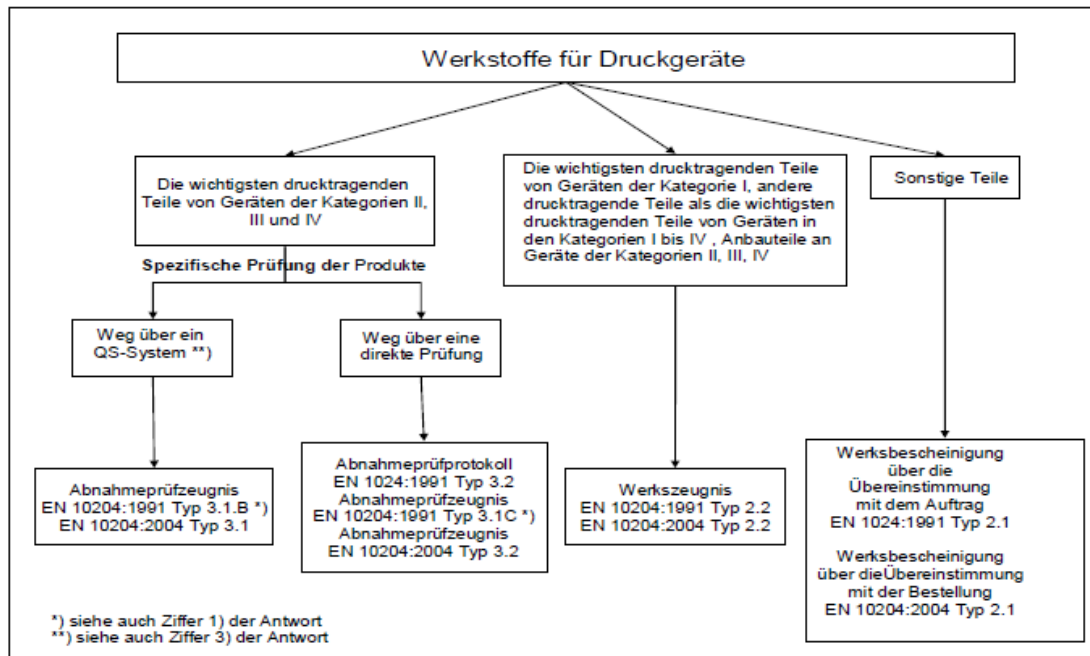 Werkstoffe für Druckgeräte
Die wichtigsten drucktragenden
Teile von Geräten der Kategorien II,
III und IV
Die wichtigsten drucktragenden Teile
von Geräten der Kategorie I, andere
drucktragende Teile als die wichtigsten
drucktragenden Teile von Geräten in
den Kategorien I bis IV , Anbauteile an
Geräte der Kategorien II, III, IV
Sonstige Teile
Spezifische Prüfung der Produkte
Weg über ein
QS-System **)
Weg über eine
direkte Prüfung
Abnahmeprüfzeugnis
EN 10204:1991 Typ 3.1.B *)
EN 10204:2004 Typ 3.1
Abnahmeprüfprotokoll
EN 1024:1991 Typ 3.2
Abnahmeprüfzeugnis
EN 10204:1991 Typ 3.1C *)
Abnahmeprüfzeugnis
EN 10204:2004 Typ 3.2
Werkszeugnis
EN 10204:1991 Typ 2.2
EN 10204:2004 Typ 2.2
Werksbescheinigung
über die
Übereinstimmung
mit dem Auftrag
EN 1024:1991 Typ 2.1
Werksbescheinigung
über dieÜbereinstimmung
mit der Bestellung
EN 10204:2004 Typ 2.1
*) siehe auch Ziffer 1) der Antwort
**) siehe auch Ziffer 3) der Antwort